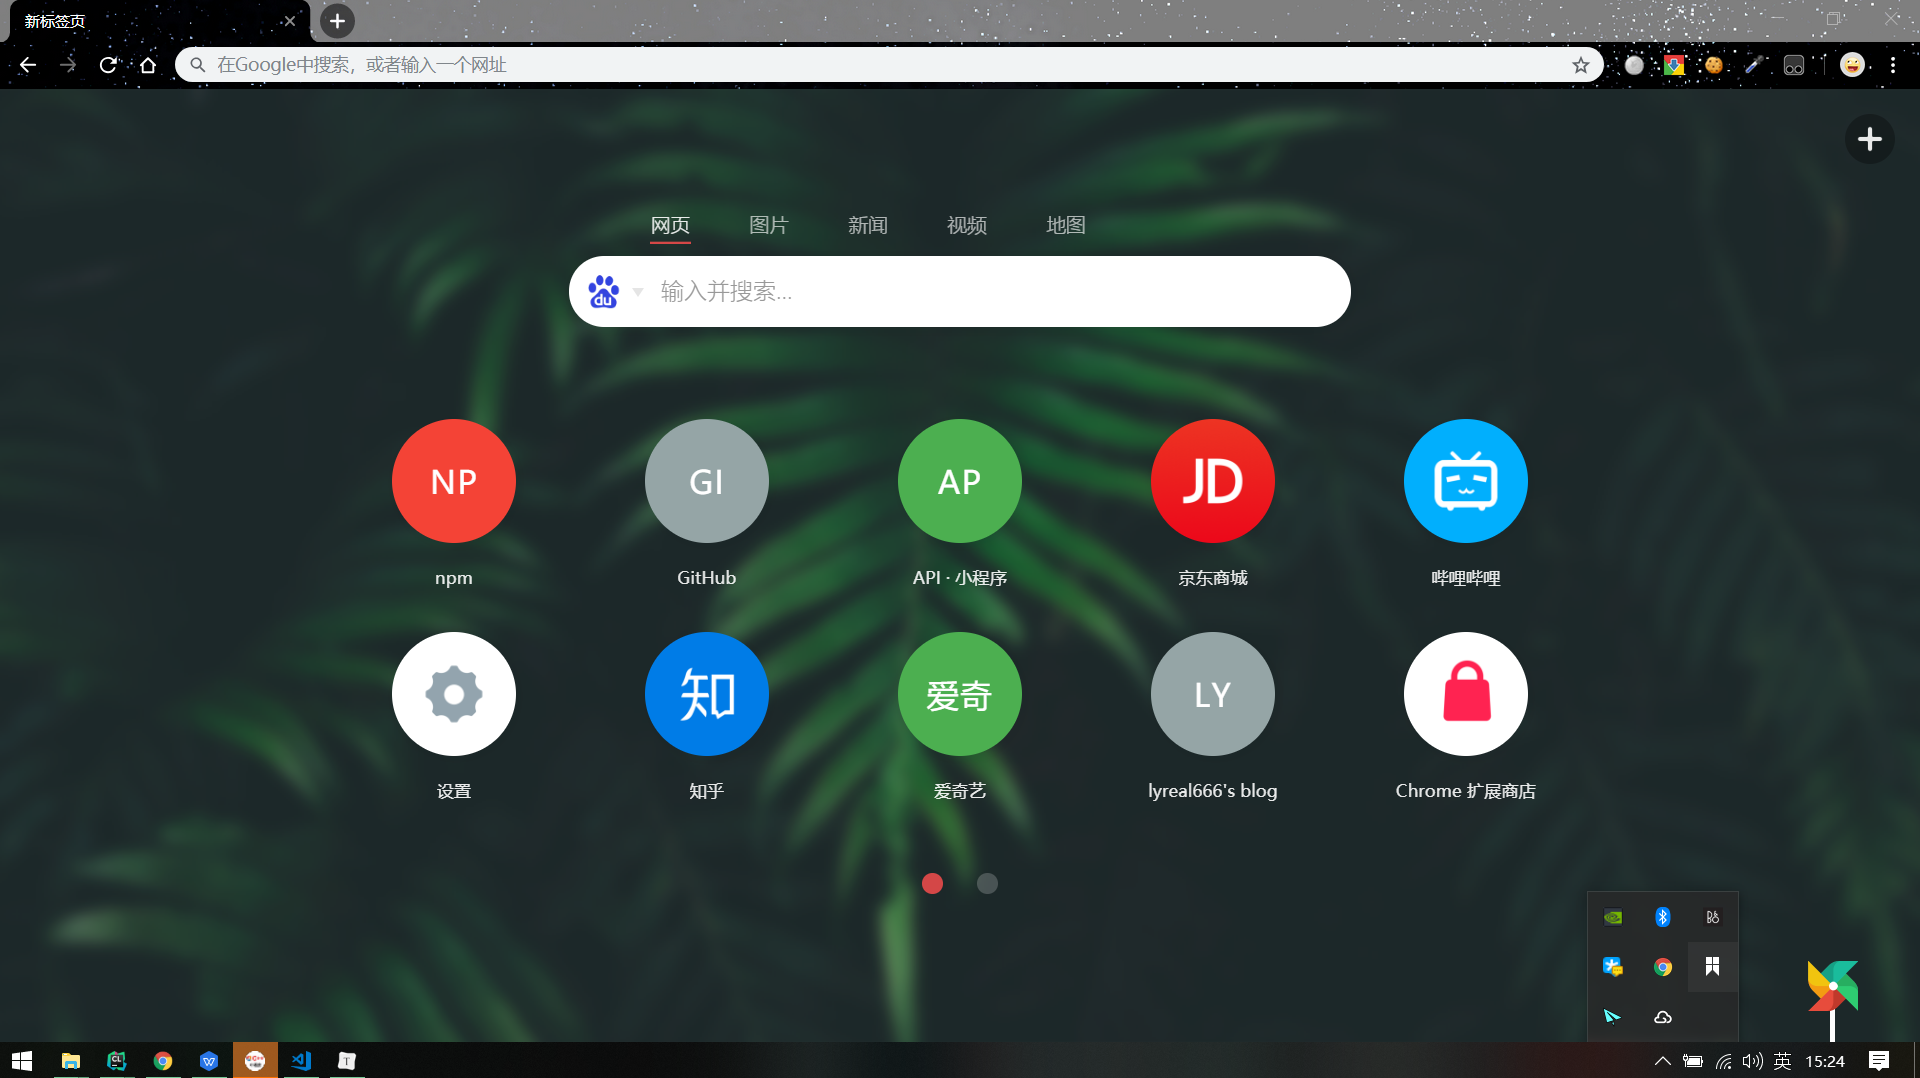 新标签页
在Google中搜索，或者输入一个网址
网页 图片 新闻 视频 地图
du 输入并搜索...
NP GI AP JD
npm GitHub API · 小程序 京东商城 哔哩哔哩
知 爱奇 LY
设置 知乎 爱奇艺 lyreal666's blog Chrome 扩展商店
B&O
CL W T 英 15:24